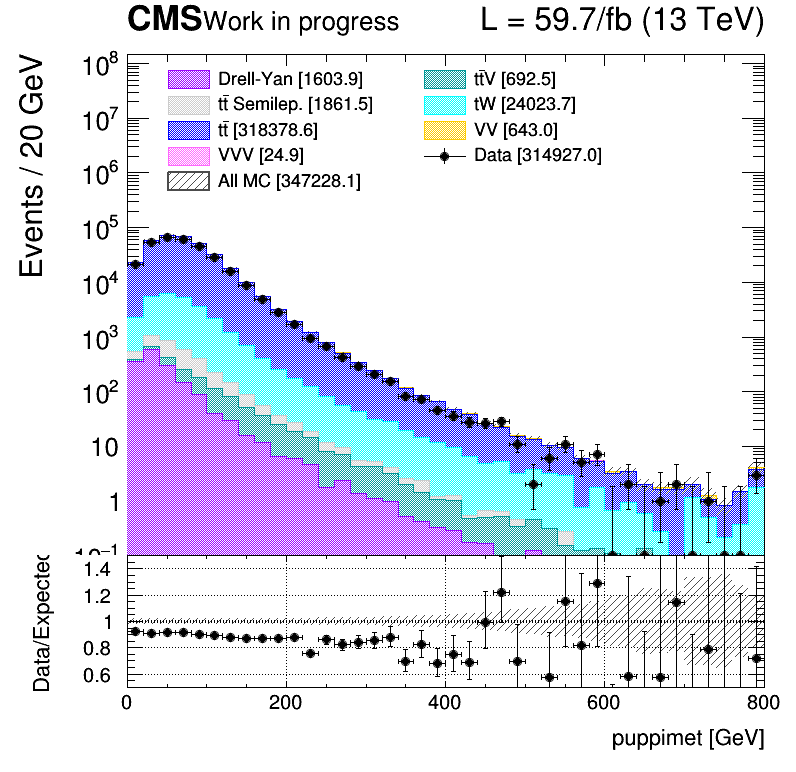 CMS Work in progress L = 59.7/fb (13 TeV)
Events / 20 GeV
10⁸
10⁷
10⁶
10⁵
10⁴
10³
10²
10
1
10⁻¹
Drell-Yan [1603.9]
tt̄ Semilep. [1861.5]
tt̄ [318378.6]
VVV [24.9]
All MC [347228.1]
tt̄V [692.5]
tW [24023.7]
VV [643.0]
Data [314927.0]
Data/Expected
1.4
1.2
1
0.8
0.6
0 200 400 600 800
puppimet [GeV]